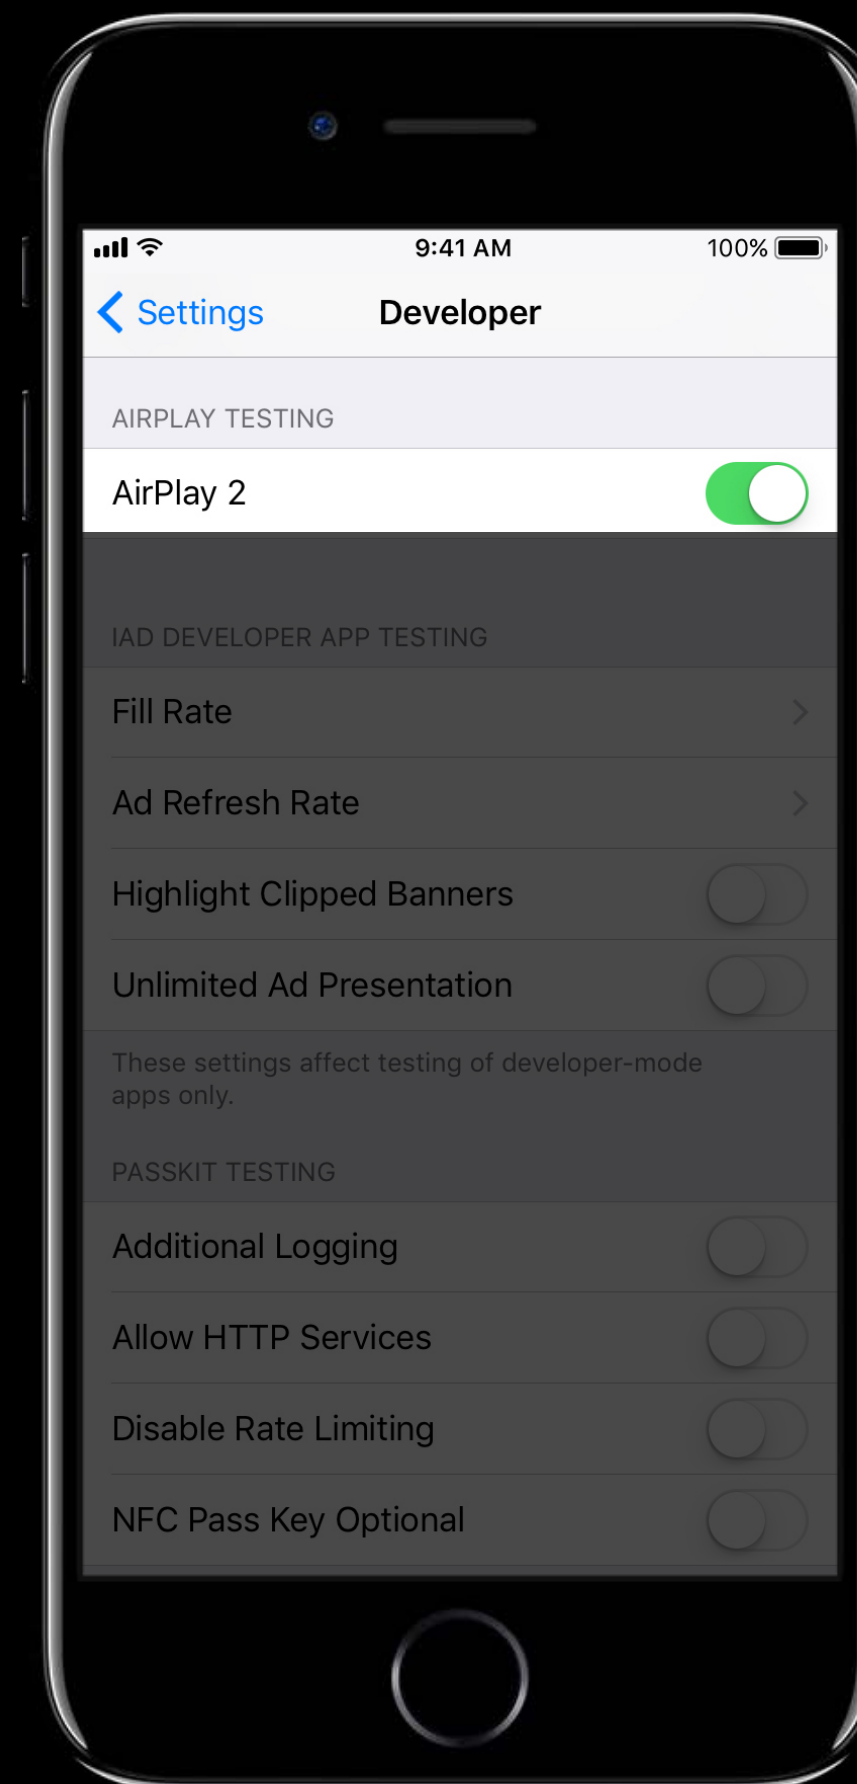 9:41 AM 100%
Settings Developer
AIRPLAY TESTING
AirPlay 2
IAD DEVELOPER APP TESTING
Fill Rate
Ad Refresh Rate
Highlight Clipped Banners
Unlimited Ad Presentation
These settings affect testing of developer-mode
apps only.
PASSKIT TESTING
Additional Logging
Allow HTTP Services
Disable Rate Limiting
NFC Pass Key Optional